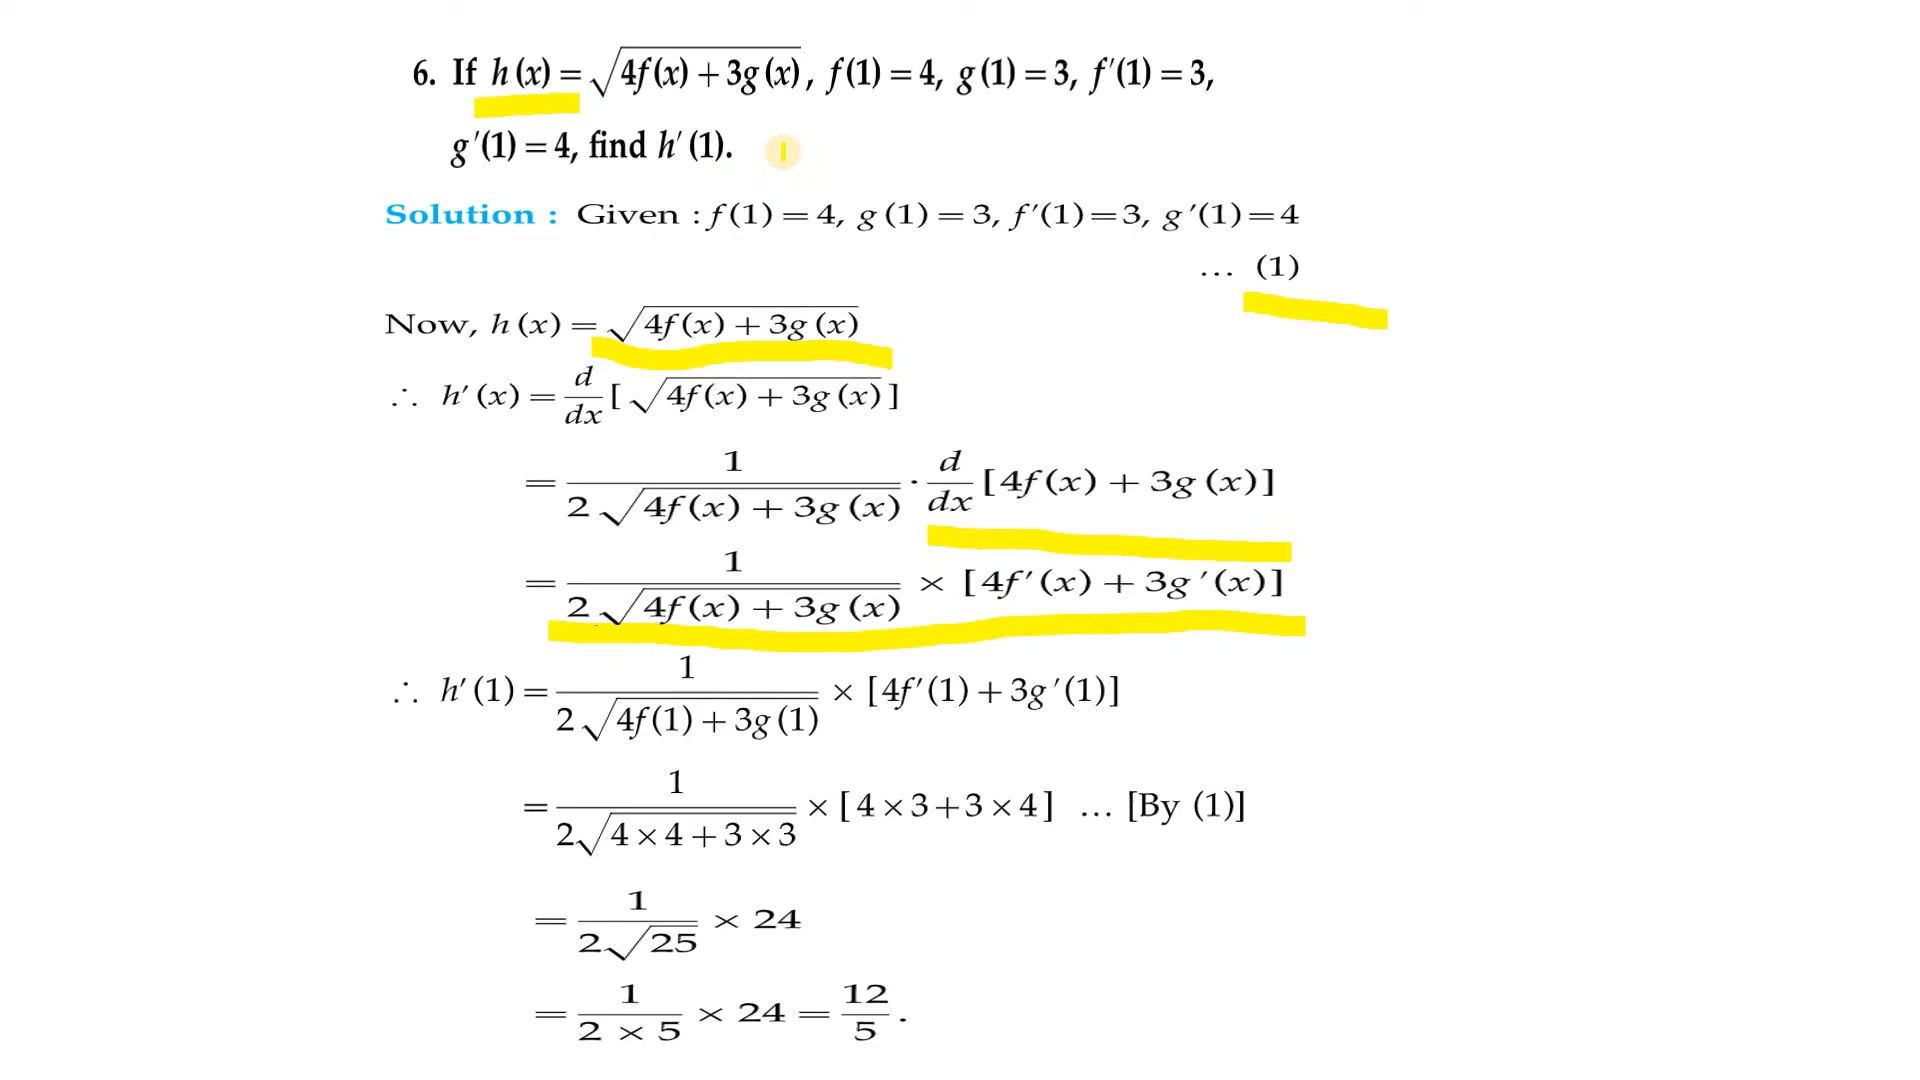 6. If h(x) = √4f(x) + 3g(x), f(1) = 4, g(1) = 3, f′(1) = 3,
g′(1) = 4, find h′(1).
Solution : Given : f(1) = 4, g(1) = 3, f′(1) = 3, g′(1) = 4
... (1)
Now, h(x) = √4f(x) + 3g(x)
∴ h′(x) = d/dx [√4f(x) + 3g(x)]
= 1/2√4f(x) + 3g(x) · d/dx [4f(x) + 3g(x)]
= 1/2√4f(x) + 3g(x) × [4f′(x) + 3g′(x)]
∴ h′(1) = 1/2√4f(1) + 3g(1) × [4f′(1) + 3g′(1)]
= 1/2√4 × 4 + 3 × 3 × [4 × 3 + 3 × 4] ... [By (1)]
= 1/2√25 × 24
= 1/2 × 5 × 24 = 12/5.